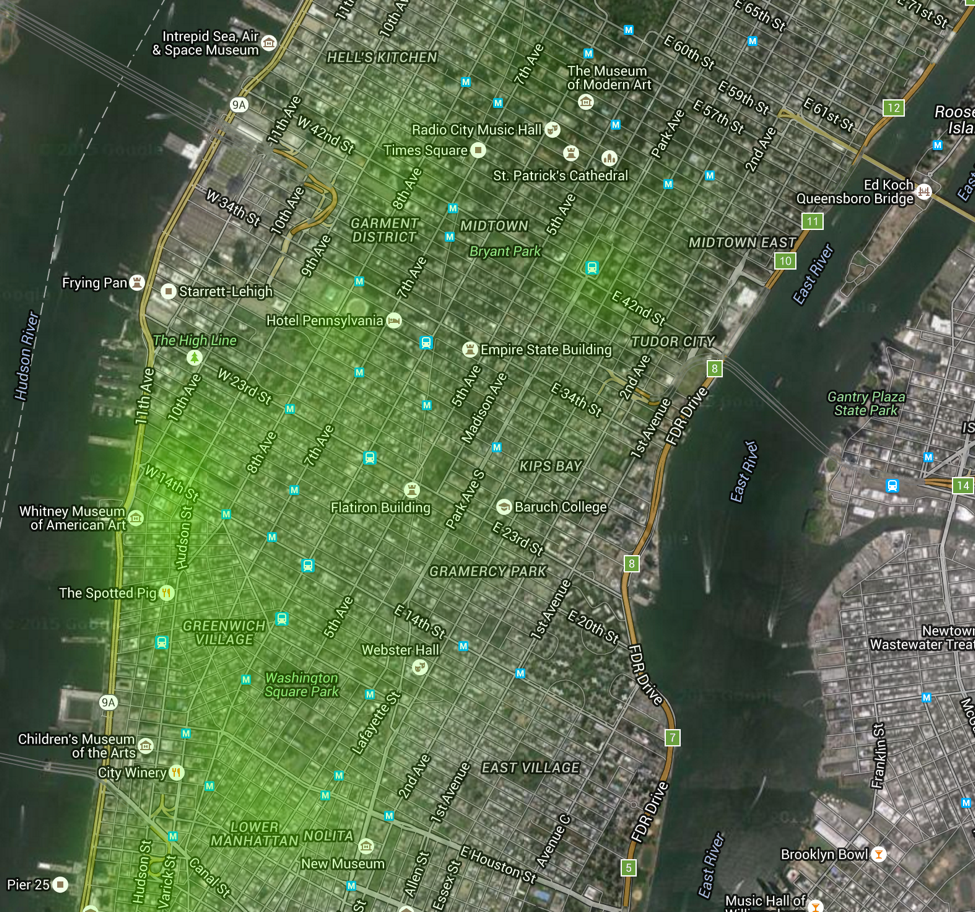 11th
10th Av
E 65th St
E 71st St
Intrepid Sea, Air
& Space Museum
HELL'S KITCHEN
7th Ave
E 60th St
The Museum
of Modern Art
E 59th St
9A
11th Ave
W 42nd St
Radio City Music Hall
Park Ave
E 57th St
E 61st St
12
Roose
Isla
Times Square
2nd Ave
St. Patrick's Cathedral
Ed Koch
Queensboro Bridge
East
8th Ave
W 34th St
10th Ave
GARMENT
DISTRICT
MIDTOWN
5th Ave
11
Bryant Park
MIDTOWN EAST
9th Ave
10
East River
7th Ave
Frying Pan
Starrett-Lehigh
E 42nd St
Hotel Pennsylvania
The High Line
Empire State Building
TUDOR CITY
Hudson River
8
W 23rd St
5th Ave
Madison Ave
E 34th St
2nd Ave
11th Ave
10th Ave
1st Avenue
FDR Drive
Gantry Plaza
State Park
IS
8th Ave
7th Ave
W 14th St
KIPS BAY
East River
14
Whitney Museum
of American Art
Hudson St
Flatiron Building
Park Ave S
Baruch College
E 23rd St
8
GRAMERCY PARK
The Spotted Pig
5th Ave
E 14th St
1st Avenue
E 20th St
GREENWICH
VILLAGE
Newtow
Wastewater Trea
Webster Hall
FDR Drive
Washington
Square Park
9A
Lafayette St
7
Children's Museum
of the Arts
City Winery
2nd Ave
1st Avenue
EAST VILLAGE
Franklin St
FDR Drive
LOWER
MANHATTAN
NOLITA
Avenue C
New Museum
E Houston St
Brooklyn Bowl
Pier 25
Hudson St
Varick St
Canal St
Allen St
Essex St
5
East River
Music Hall of